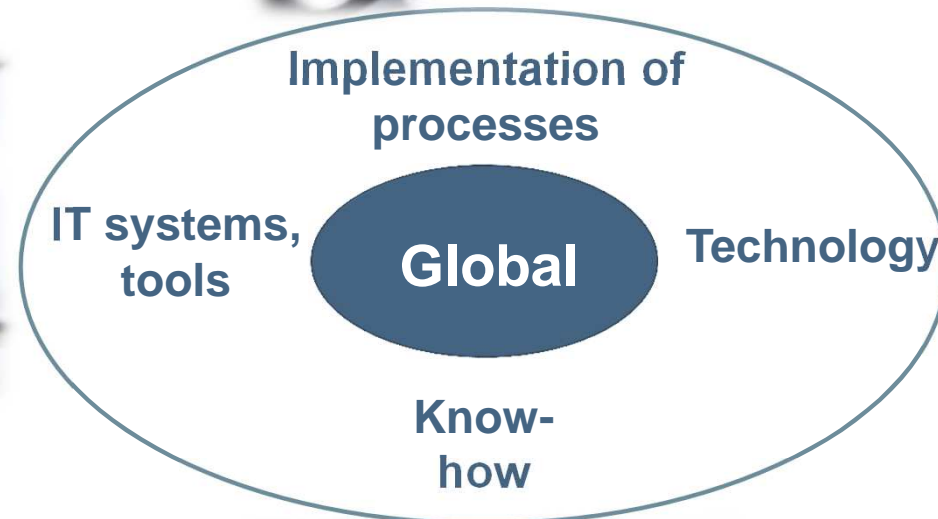 Implementation of
processes
IT systems,
tools
Global
Technology
Know-
how